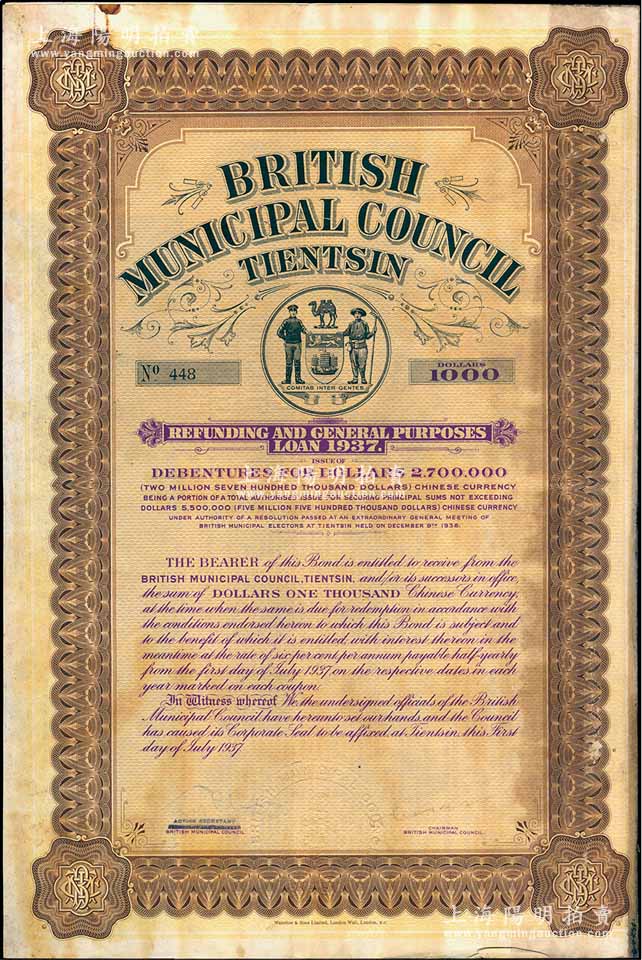 上海陽明拍賣
www.yangmingauction.com
BRITISH
MUNICIPAL COUNCIL
TIENTSIN
COMITAS INTER GENTES
No 448
DOLLARS
1000
REFUNDING AND GENERAL PURPOSES
LOAN 1937.
ISSUE OF
DEBENTURES FOR DOLLARS 2.700.000
(TWO MILLION SEVEN HUNDRED THOUSAND DOLLARS) CHINESE CURRENCY
BEING A PORTION OF A TOTAL AUTHORISED ISSUE FOR SECURING PRINCIPAL SUMS NOT EXCEEDING
DOLLARS 5.500,000 (FIVE MILLION FIVE HUNDRED THOUSAND DOLLARS) CHINESE CURRENCY
UNDER AUTHORITY OF A RESOLUTION PASSED AT AN EXTRAORDINARY GENERAL MEETING OF
BRITISH MUNICIPAL ELECTORS AT TIENTSIN HELD ON DECEMBER 9TH 1936.
THE BEARER of this Bond is entitled to receive from the
BRITISH MUNICIPAL COUNCIL, TIENTSIN, and/or its successors in office
the sum of DOLLARS ONE THOUSAND Chinese Currency,
at the time when the same is due for redemption in accordance with
the conditions endorsed hereon to which this Bond is subject and
to the benefit of which it is entitled, with interest thereon in the
meantime at the rate of six per cent per annum payable half-yearly
from the first day of July 1937 on the respective dates in each
year marked on each coupon.
In Witness whereof We, the undersigned officials of the British
Municipal Council have hereunto set our hands, and the Council
has caused its Corporate Seal to be affixed, at Tientsin, this First
day of July 1937
ACTING SECRETARY
BRITISH MUNICIPAL COUNCIL
CHAIRMAN
BRITISH MUNICIPAL COUNCIL
Waterlow & Sons Limited, London Wall, London, E.C.
上海陽明拍賣
www.yangmingauction.com